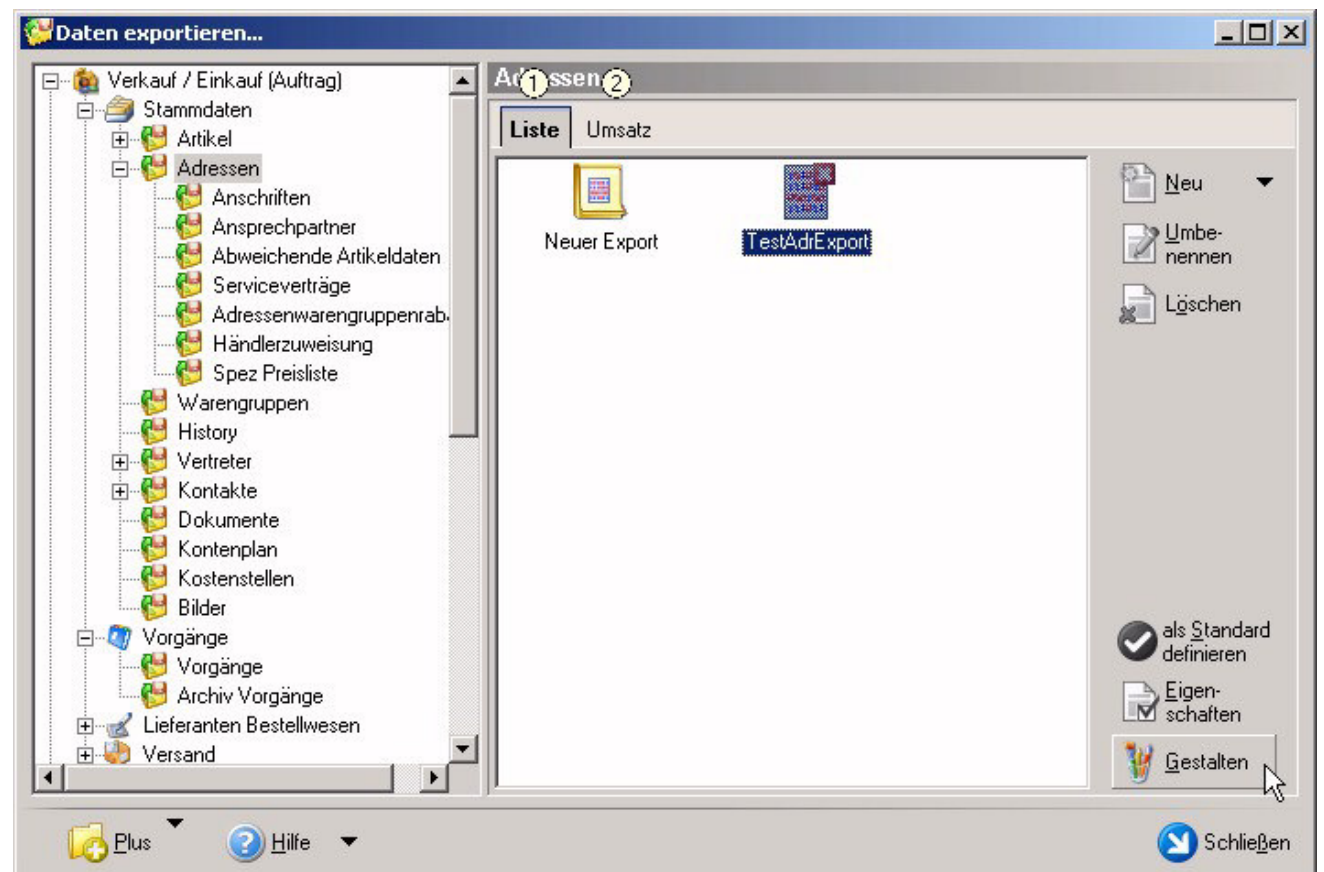 Daten exportieren...
Verkauf / Einkauf (Auftrag)
Stammdaten
Artikel
Adressen
Anschriften
Ansprechpartner
Abweichende Artikeldaten
Serviceverträge
Adressenwarengruppenrab
Händlerzuweisung
Spez Preisliste
Warengruppen
History
Vertreter
Kontakte
Dokumente
Kontenplan
Kostenstellen
Bilder
Vorgänge
Vorgänge
Archiv Vorgänge
Lieferanten Bestellwesen
Versand
Adressen
1 2
Liste Umsatz
Neuer Export
TestAdrExport
Neu
Umbe-
nennen
Löschen
als Standard
definieren
Eigen-
schaften
Gestalten
Plus Hilfe Schließen